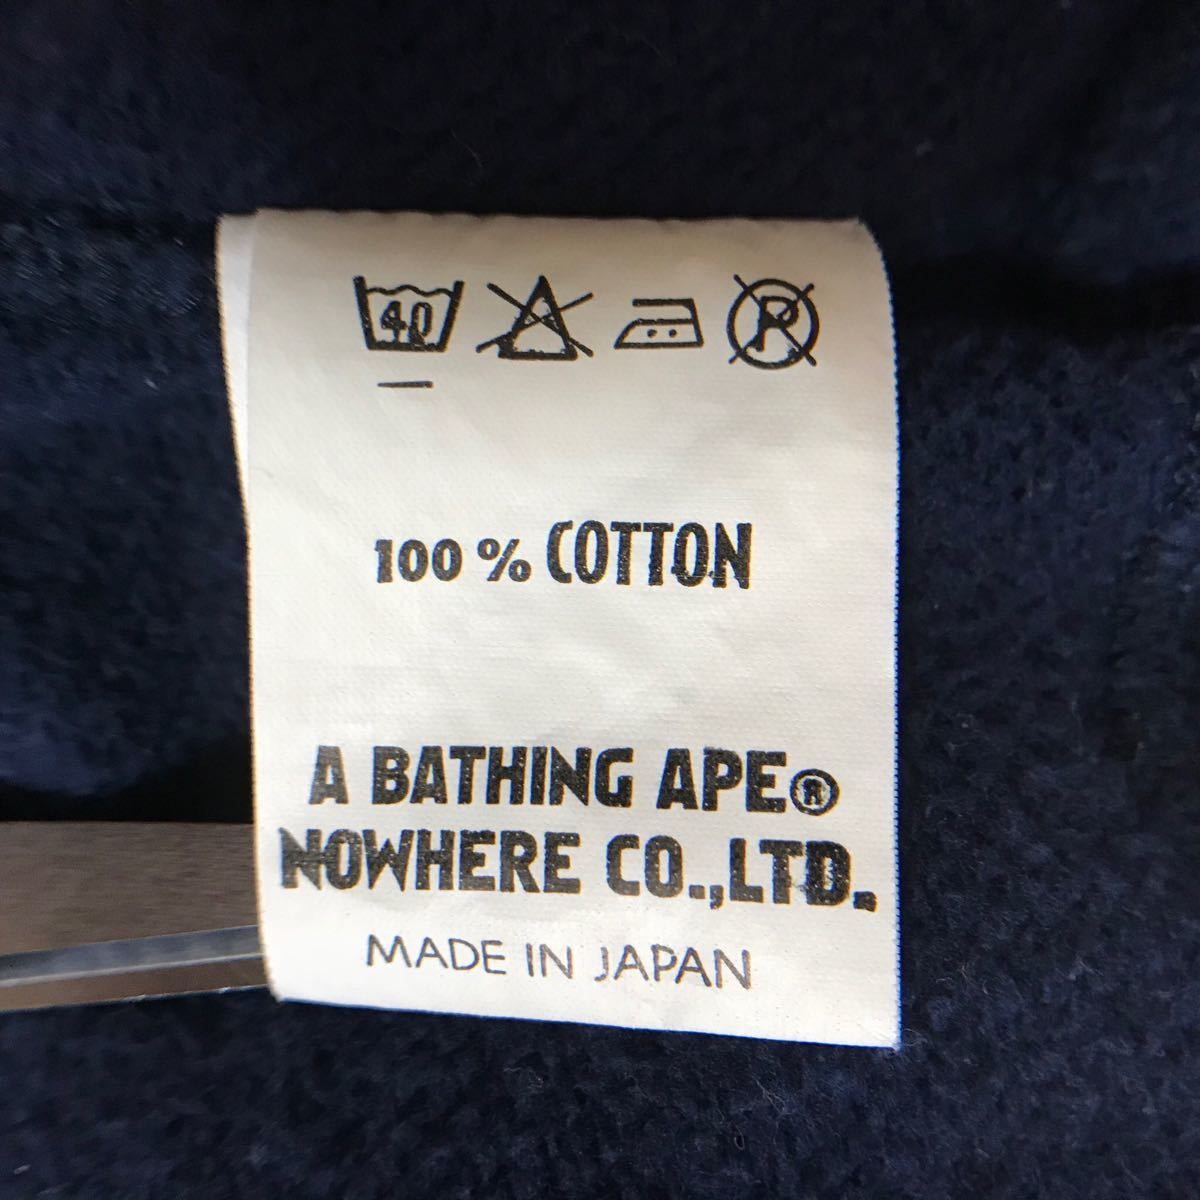 40 P
100 % COTTON
A BATHING APE®
NOWHERE CO.,LTD.
MADE IN JAPAN